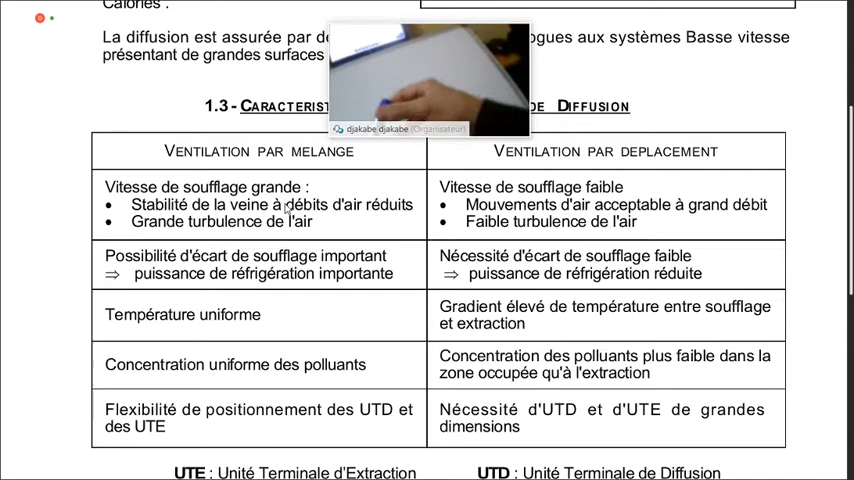 Calories .
La diffusion est assurée par de
ogues aux systèmes Basse vitesse
présentant de grandes surfaces
1.3 - CARACTERIST
DE DIFFUSION
djakabe djakabe (Organisateur)
VENTILATION PAR MELANGE
VENTILATION PAR DEPLACEMENT
Vitesse de soufflage grande :
• Stabilité de la veine à débits d'air réduits
• Grande turbulence de l'air
Vitesse de soufflage faible
• Mouvements d'air acceptable à grand débit
• Faible turbulence de l'air
Possibilité d'écart de soufflage important
⇒ puissance de réfrigération importante
Nécessité d'écart de soufflage faible
⇒ puissance de réfrigération réduite
Température uniforme
Gradient élevé de température entre soufflage
et extraction
Concentration uniforme des polluants
Concentration des polluants plus faible dans la
zone occupée qu'à l'extraction
Flexibilité de positionnement des UTD et
des UTE
Nécessité d'UTD et d'UTE de grandes
dimensions
UTE : Unité Terminale d'Extraction
UTD : Unité Terminale de Diffusion